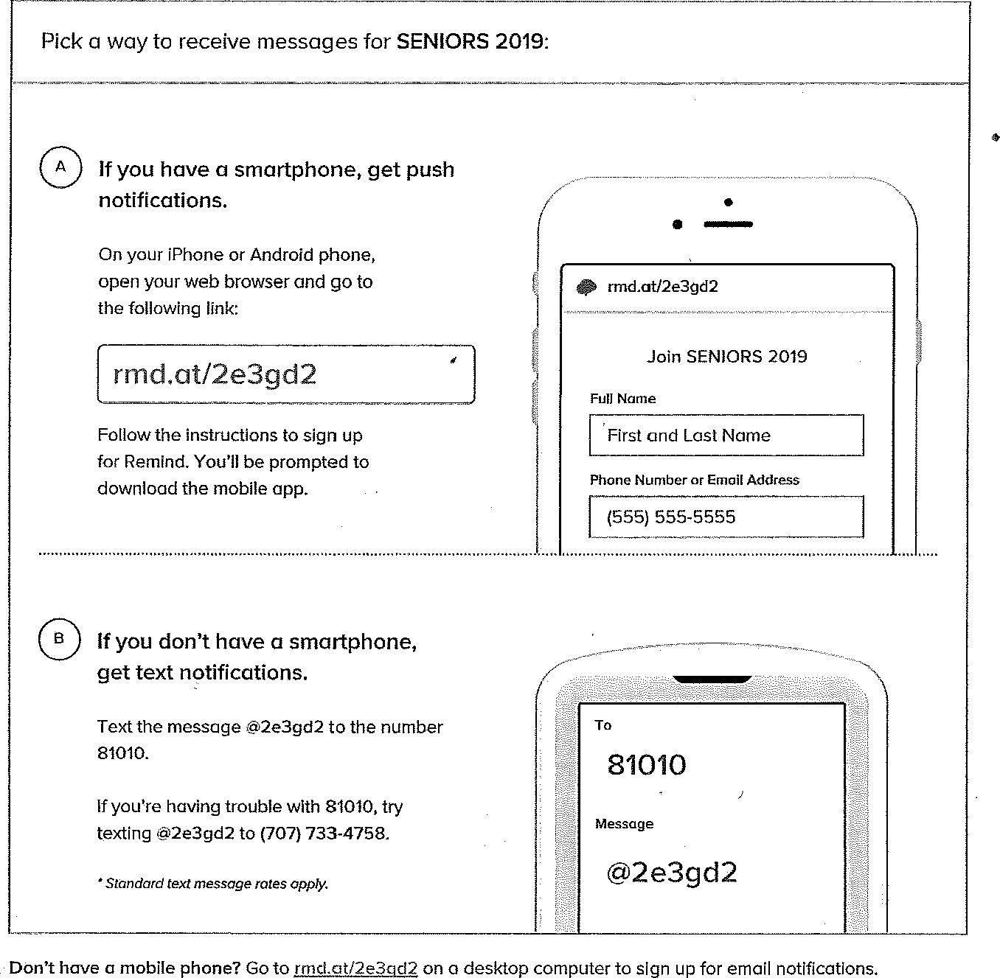 Pick a way to receive messages for SENIORS 2019:
A
If you have a smartphone, get push
notifications.
On your iPhone or Android phone,
open your web browser and go to
the following link:
rmd.at/2e3gd2
Follow the instructions to sign up
for Remind. You'll be prompted to
download the mobile app.
rmd.at/2e3gd2
Join SENIORS 2019
Full Name
First and Last Name
Phone Number or Email Address
(555) 555-5555
B
If you don't have a smartphone,
get text notifications.
Text the message @2e3gd2 to the number
81010.
If you're having trouble with 81010, try
texting @2e3gd2 to (707) 733-4758.
* Standard text message rates apply.
To
81010
Message
@2e3gd2
Don't have a mobile phone? Go to rmd.at/2e3gd2 on a desktop computer to sign up for email notifications.